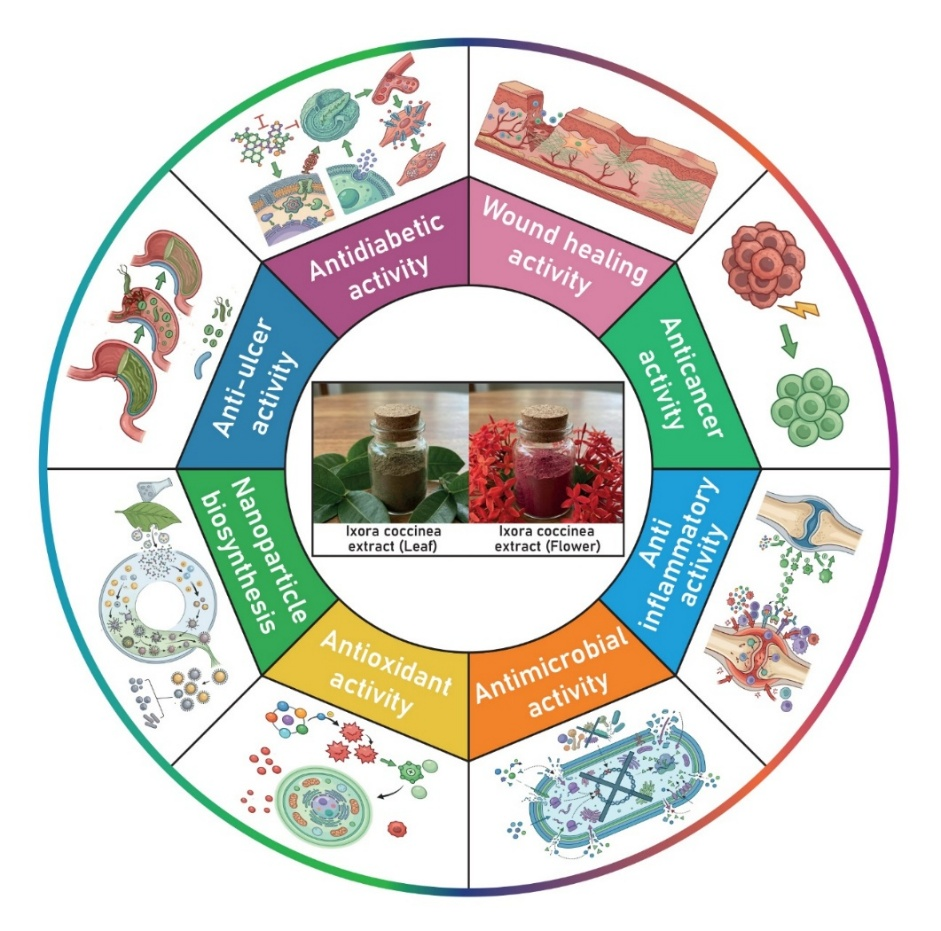 Antidiabetic
activity
Wound healing
activity
Anticancer
activity
Anti
inflammatory
activity
Antimicrobial
activity
Antioxidant
activity
Nanoparticle
biosynthesis
Anti-ulcer
activity
Ixora coccinea
extract (Leaf)
Ixora coccinea
extract (Flower)